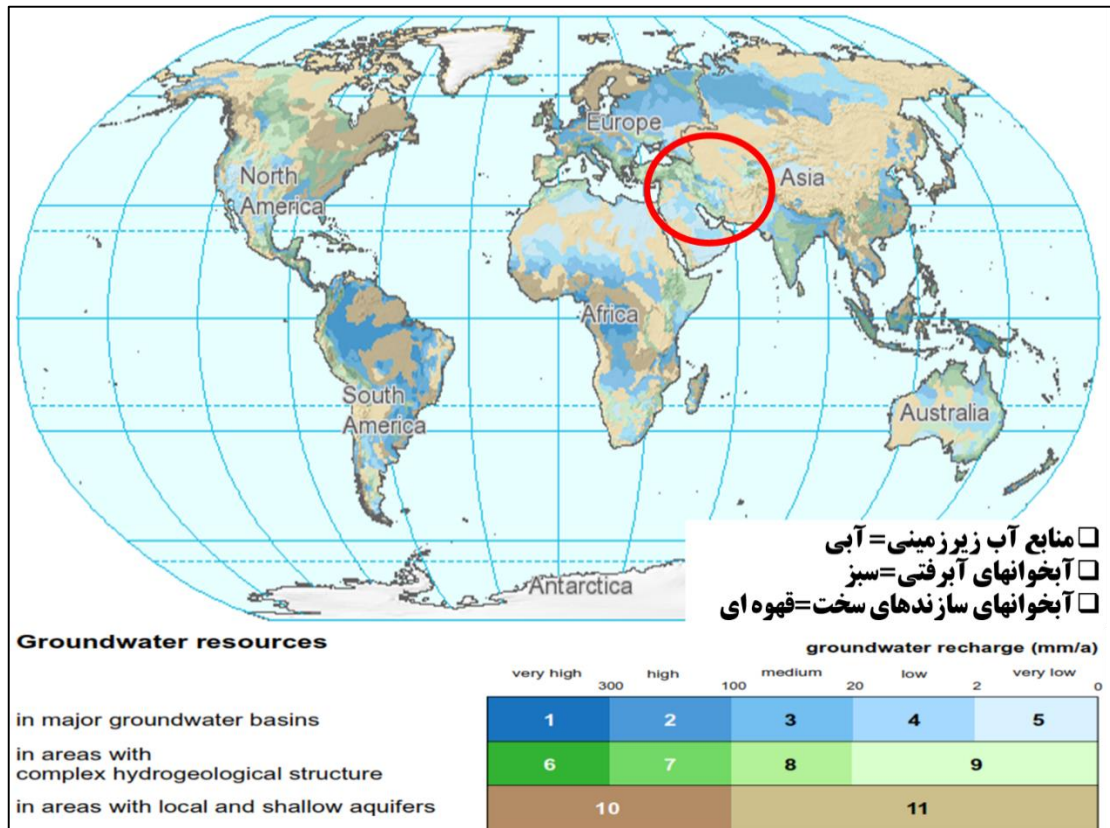 Europe
North
America
Asia
Africa
South
America
Australia
Antarctica
❑ منابع آب زیرزمینی=آبی
❑ آبخوانهای آبرفتی=سبز
❑ آبخوانهای سازندهای سخت=قهوه ای
Groundwater resources
groundwater recharge (mm/a)
very high high medium low very low
300 100 20 2 0
in major groundwater basins 1 2 3 4 5
in areas with
complex hydrogeological structure 6 7 8 9
in areas with local and shallow aquifers 10 11